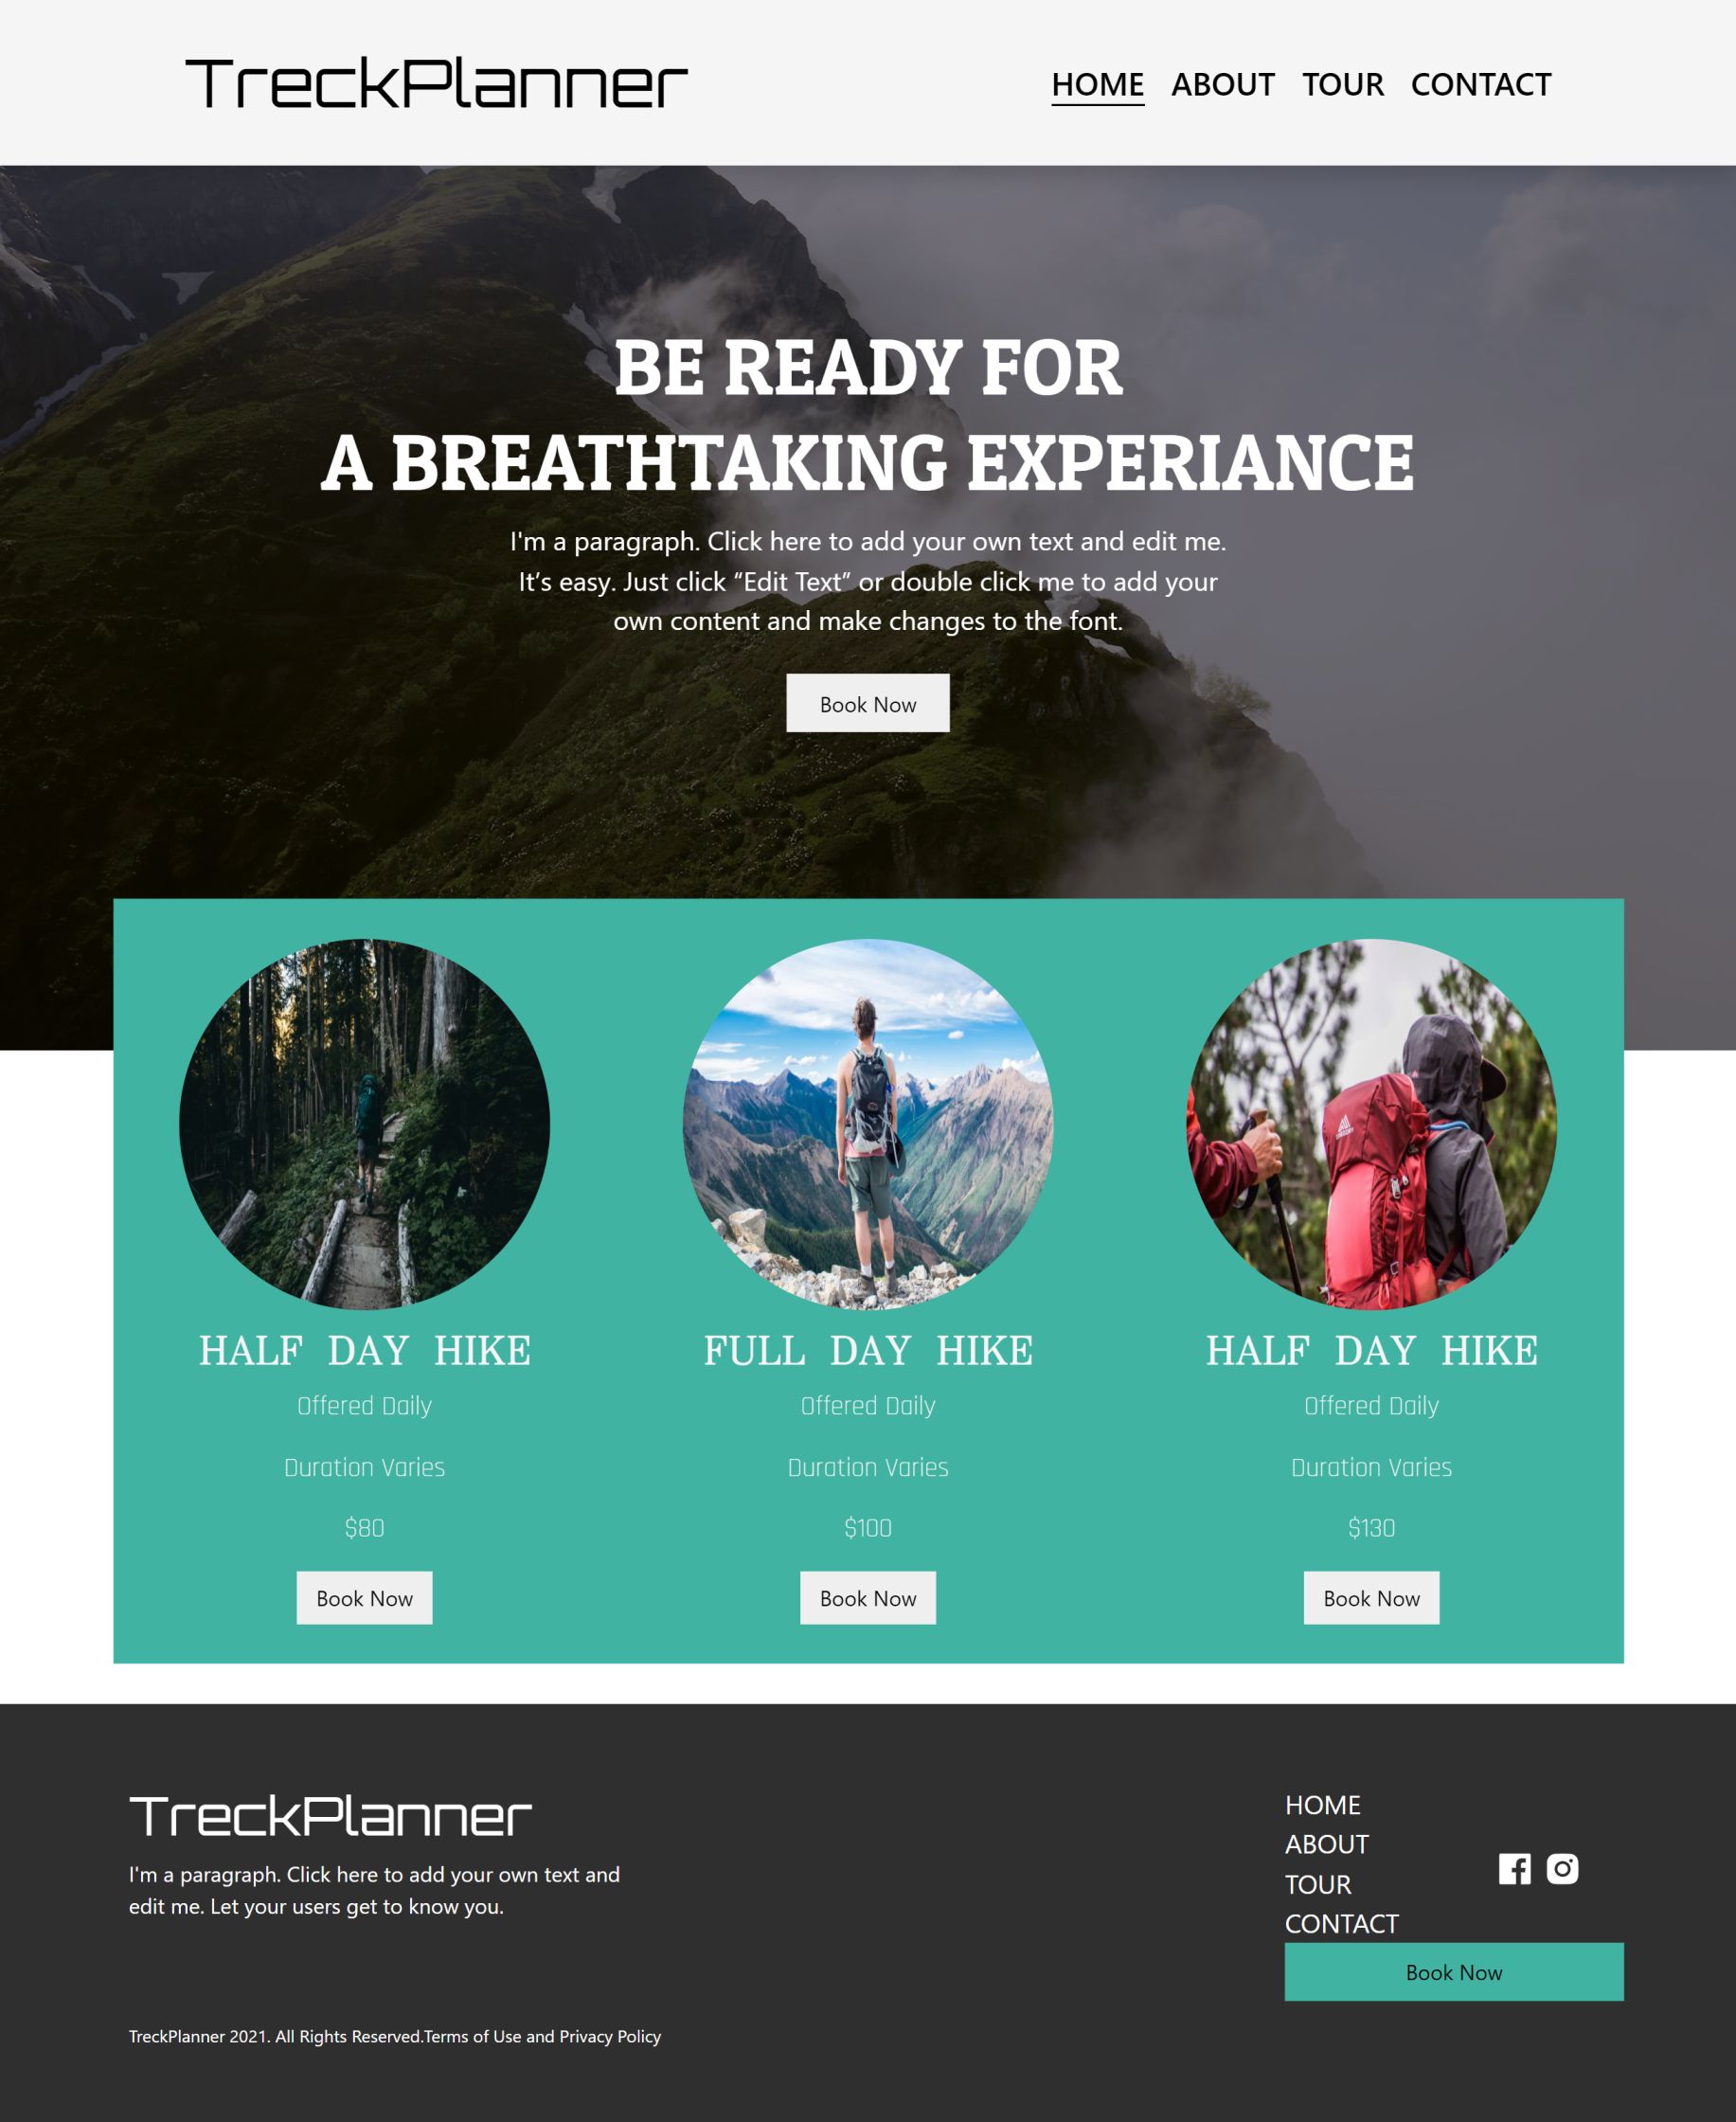 TreckPlanner
HOME ABOUT TOUR CONTACT
BE READY FOR
A BREATHTAKING EXPERIANCE
I'm a paragraph. Click here to add your own text and edit me.
It’s easy. Just click “Edit Text” or double click me to add your
own content and make changes to the font.
Book Now
HALF DAY HIKE
Offered Daily
Duration Varies
$80
Book Now
FULL DAY HIKE
Offered Daily
Duration Varies
$100
Book Now
HALF DAY HIKE
Offered Daily
Duration Varies
$130
Book Now
TreckPlanner
I'm a paragraph. Click here to add your own text and
edit me. Let your users get to know you.
HOME
ABOUT
TOUR
CONTACT
Book Now
TreckPlanner 2021. All Rights Reserved.Terms of Use and Privacy Policy